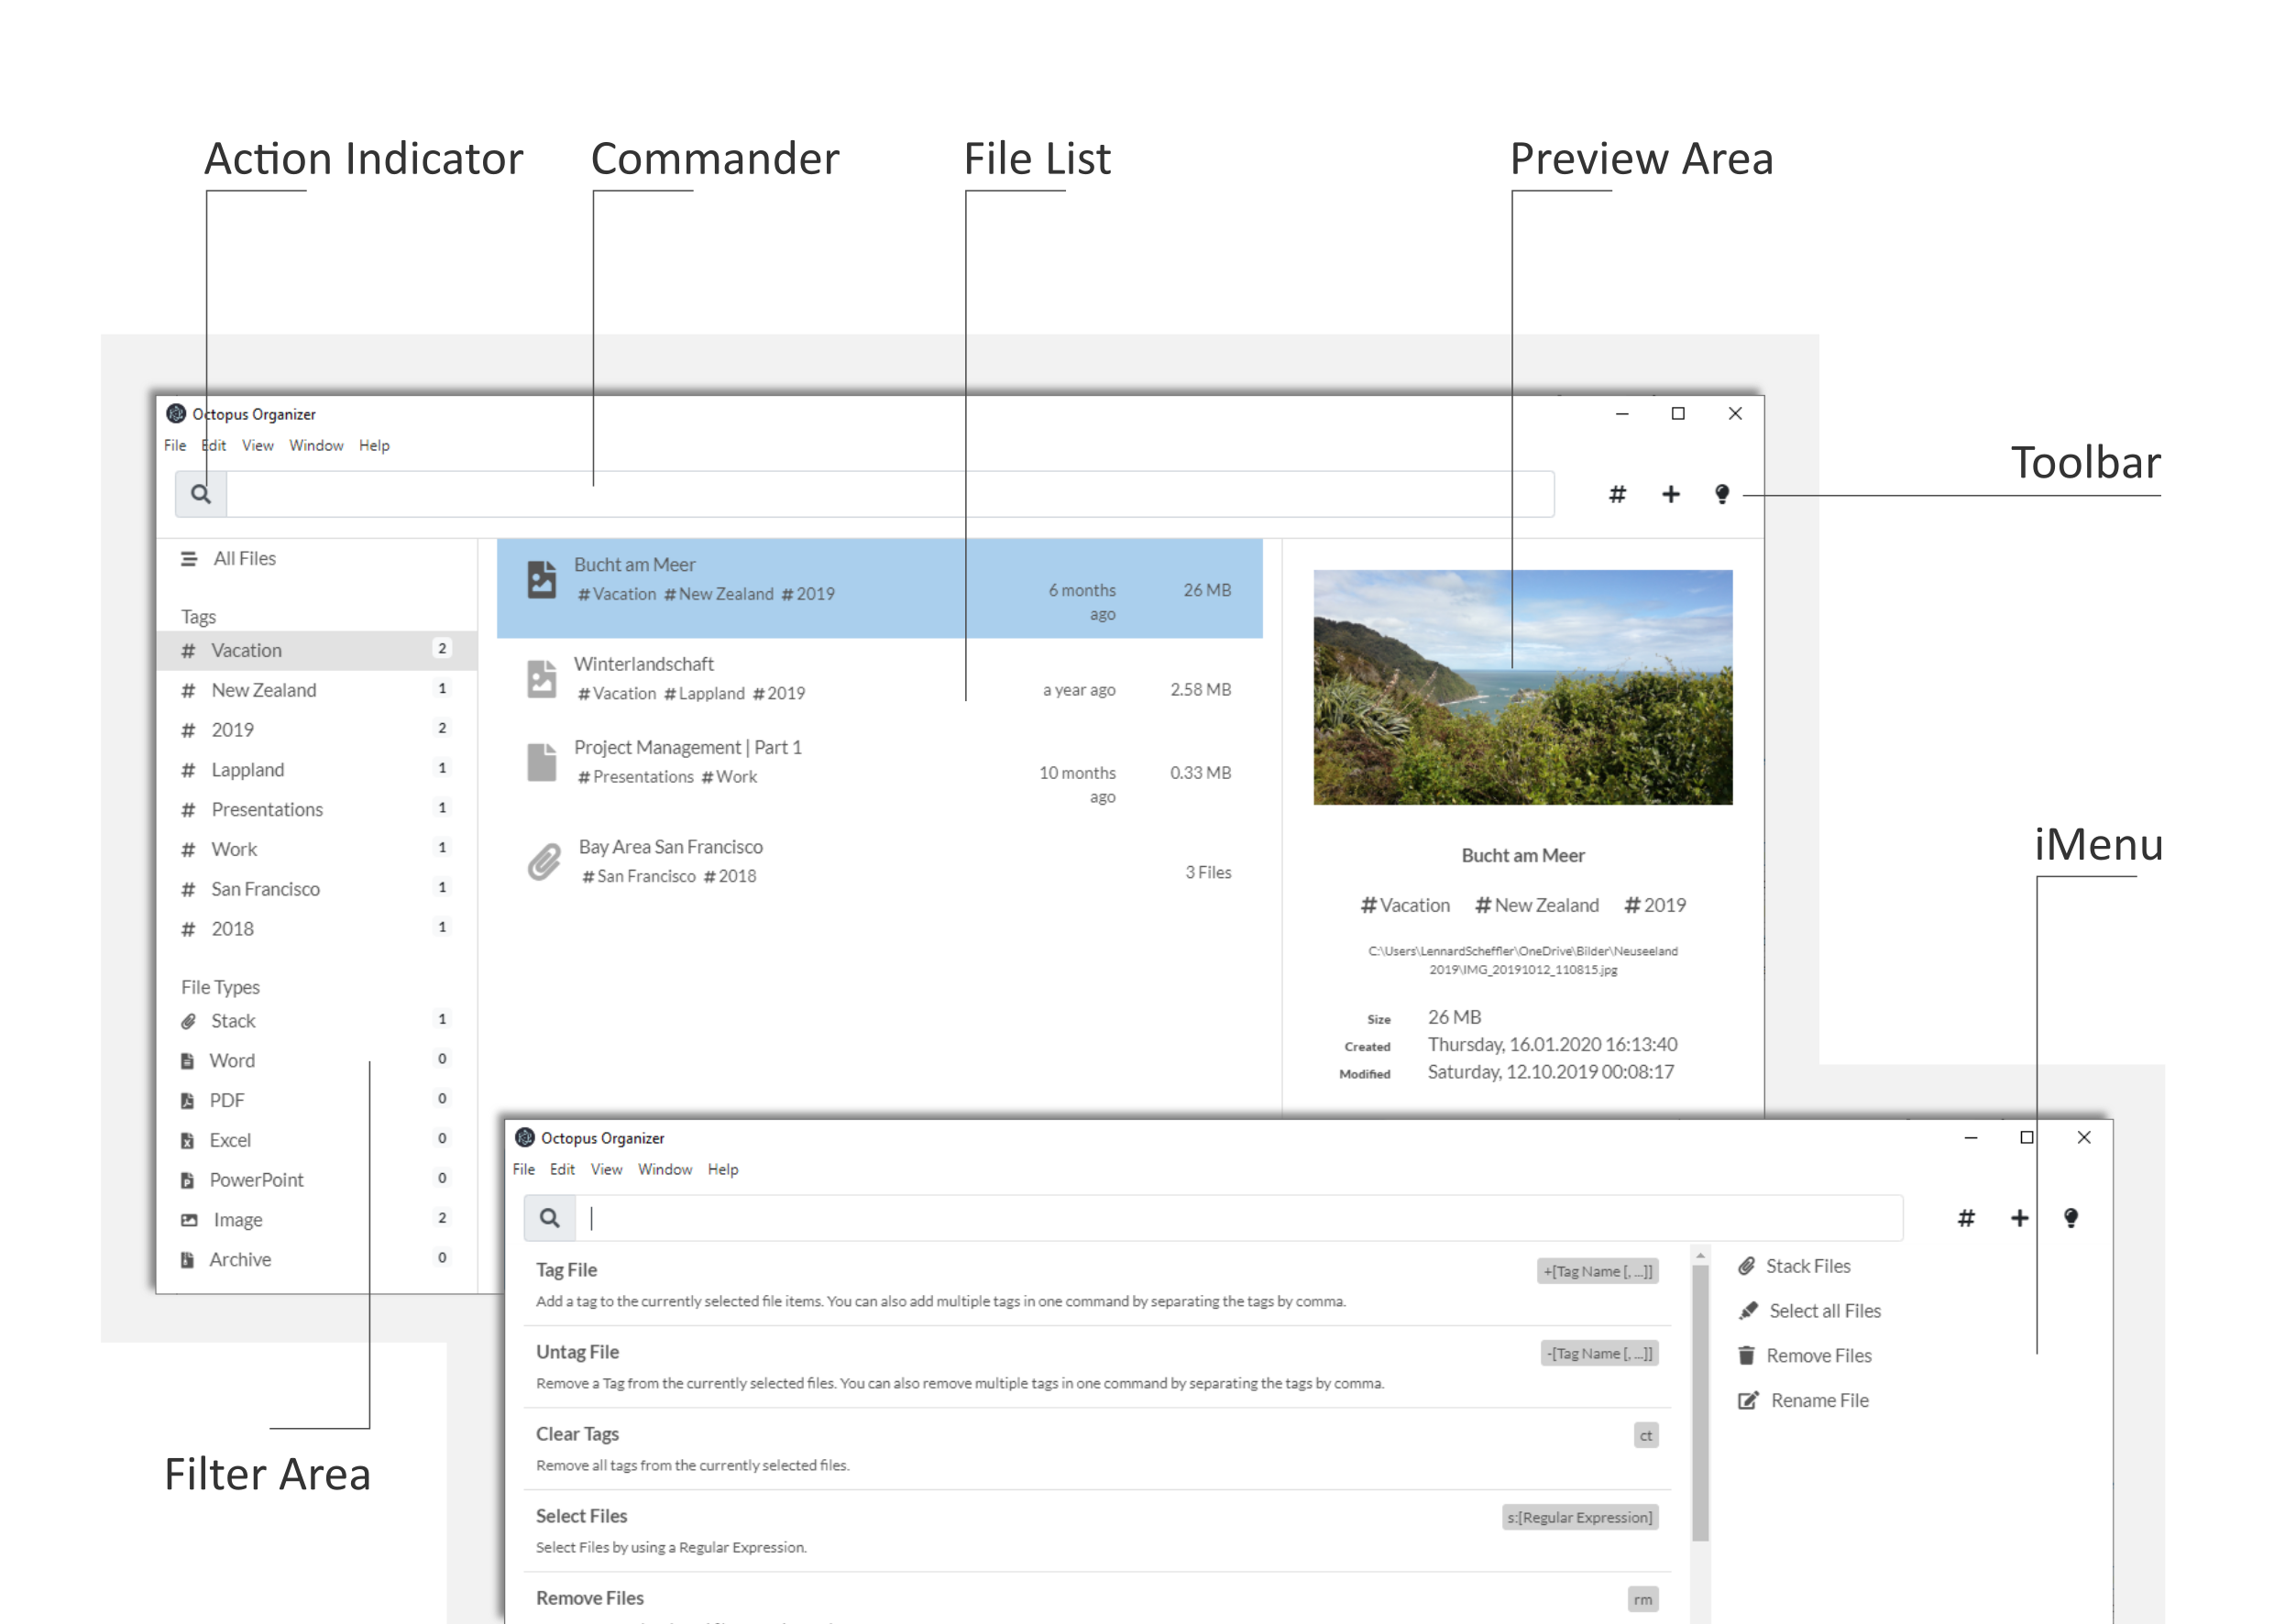 Action Indicator
Commander
File List
Preview Area
Octopus Organizer
File Edit View Window Help
Toolbar
All Files
Tags
# Vacation 2
# New Zealand 1
# 2019 2
# Lappland 1
# Presentations 1
# Work 1
# San Francisco 1
# 2018 1
File Types
Stack 1
Word 0
PDF 0
Excel 0
PowerPoint 0
Image 2
Archive 0
Bucht am Meer
#Vacation #New Zealand #2019
6 months
ago
26 MB
Winterlandschaft
#Vacation #Lappland #2019
a year ago
2.58 MB
Project Management | Part 1
#Presentations #Work
10 months
ago
0.33 MB
Bay Area San Francisco
#San Francisco #2018
3 Files
Bucht am Meer
#Vacation #New Zealand #2019
C:\Users\LennardScheffler\OneDrive\Bilder\Neuseeland
2019\IMG_20191012_110815.jpg
Size 26 MB
Created Thursday, 16.01.2020 16:13:40
Modified Saturday, 12.10.2019 00:08:17
iMenu
Filter Area
Octopus Organizer
File Edit View Window Help
#
Tag File +[Tag Name [, ...]]
Add a tag to the currently selected file items. You can also add multiple tags in one command by separating the tags by comma.
Untag File -[Tag Name [, ...]]
Remove a Tag from the currently selected files. You can also remove multiple tags in one command by separating the tags by comma.
Clear Tags ct
Remove all tags from the currently selected files.
Select Files s:[Regular Expression]
Select Files by using a Regular Expression.
Remove Files rm
Stack Files
Select all Files
Remove Files
Rename File